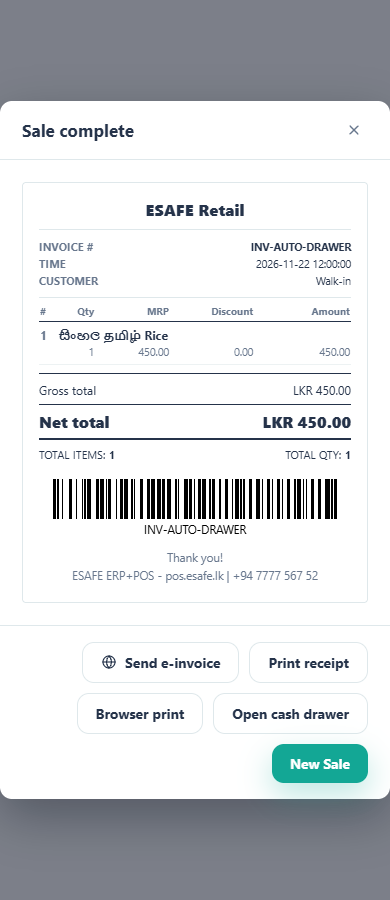 Sale complete
ESAFE Retail
INVOICE # INV-AUTO-DRAWER
TIME 2026-11-22 12:00:00
CUSTOMER Walk-in
# Qty MRP Discount Amount
1 සිංහල தமிழ் Rice
1 450.00 0.00 450.00
Gross total LKR 450.00
Net total LKR 450.00
TOTAL ITEMS: 1 TOTAL QTY: 1
INV-AUTO-DRAWER
Thank you!
ESAFE ERP+POS - pos.esafe.lk | +94 7777 567 52
Send e-invoice Print receipt
Browser print Open cash drawer
New Sale